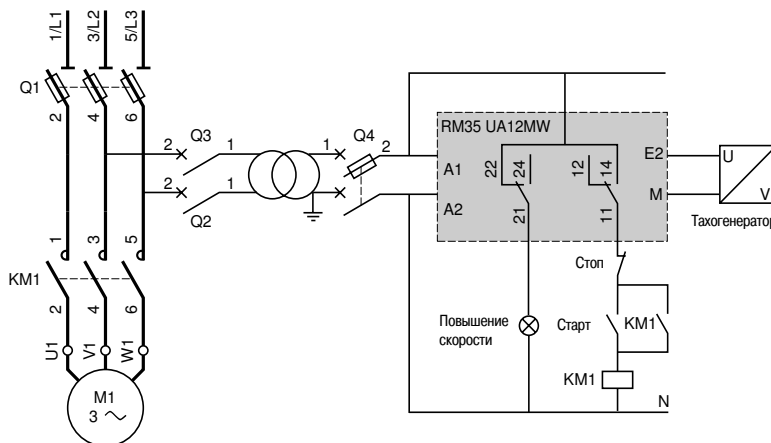 1/L1 3/L2 5/L3
Q1
2 4 6
2 Q3 1
2 Q2 1
1 Q4 2
1
RM35 UA12MW
A1
A2
22 24 21
12 14 11
E2
M
U
V
Тахогенератор
1 3 5
KM1
2 4 6
U1 V1 W1
M1
3
Стоп
Повышение
скорости
Старт
KM1
KM1
N